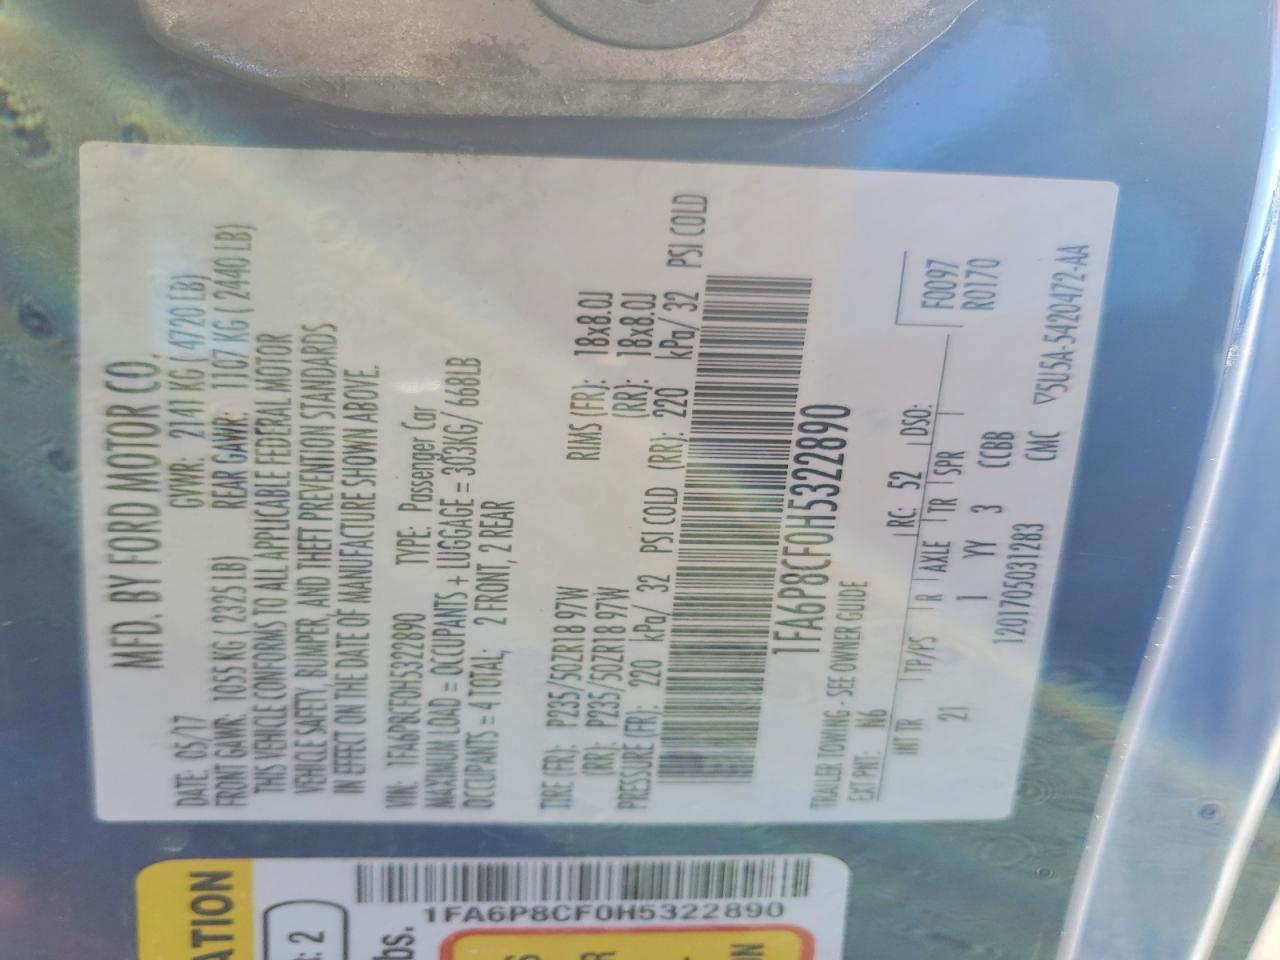 MFD. BY FORD MOTOR CO.
DATE: 05/17 GVWR: 2141 KG ( 4720 LB)
FRONT GAWR: 1055 KG ( 2325 LB) REAR GAWR: 1107 KG ( 2440 LB)
THIS VEHICLE CONFORMS TO ALL APPLICABLE FEDERAL MOTOR
VEHICLE SAFETY, BUMPER, AND THEFT PREVENTION STANDARDS
IN EFFECT ON THE DATE OF MANUFACTURE SHOWN ABOVE.
VIN: 1FA6P8CF0H5322890 TYPE: Passenger Car
MAXIMUM LOAD = OCCUPANTS + LUGGAGE = 303KG/ 668LB
OCCUPANTS = 4 TOTAL; 2 FRONT, 2 REAR
TIRE (FR): P235/50ZR18 97W RIMS (FR): 18x8.0J
(RR): P235/50ZR18 97W (RR): 18x8.0J
PRESSURE (FR): 220 kPa/ 32 PSI COLD (RR): 220 kPa/ 32 PSI COLD
1FA6P8CF0H5322890
TRAILER TOWING - SEE OWNER GUIDE
EXT PNT: N6 RC: 52 DSO:
INT TR TP/PS R AXLE TR SPR F0097
21 1 YY 3 CCBB R0170
1201705031283 CMC ▽5U5A-5420472-AA
ATION
: 2
bs.
1FA6P8CF0H5322890
S
R
ON